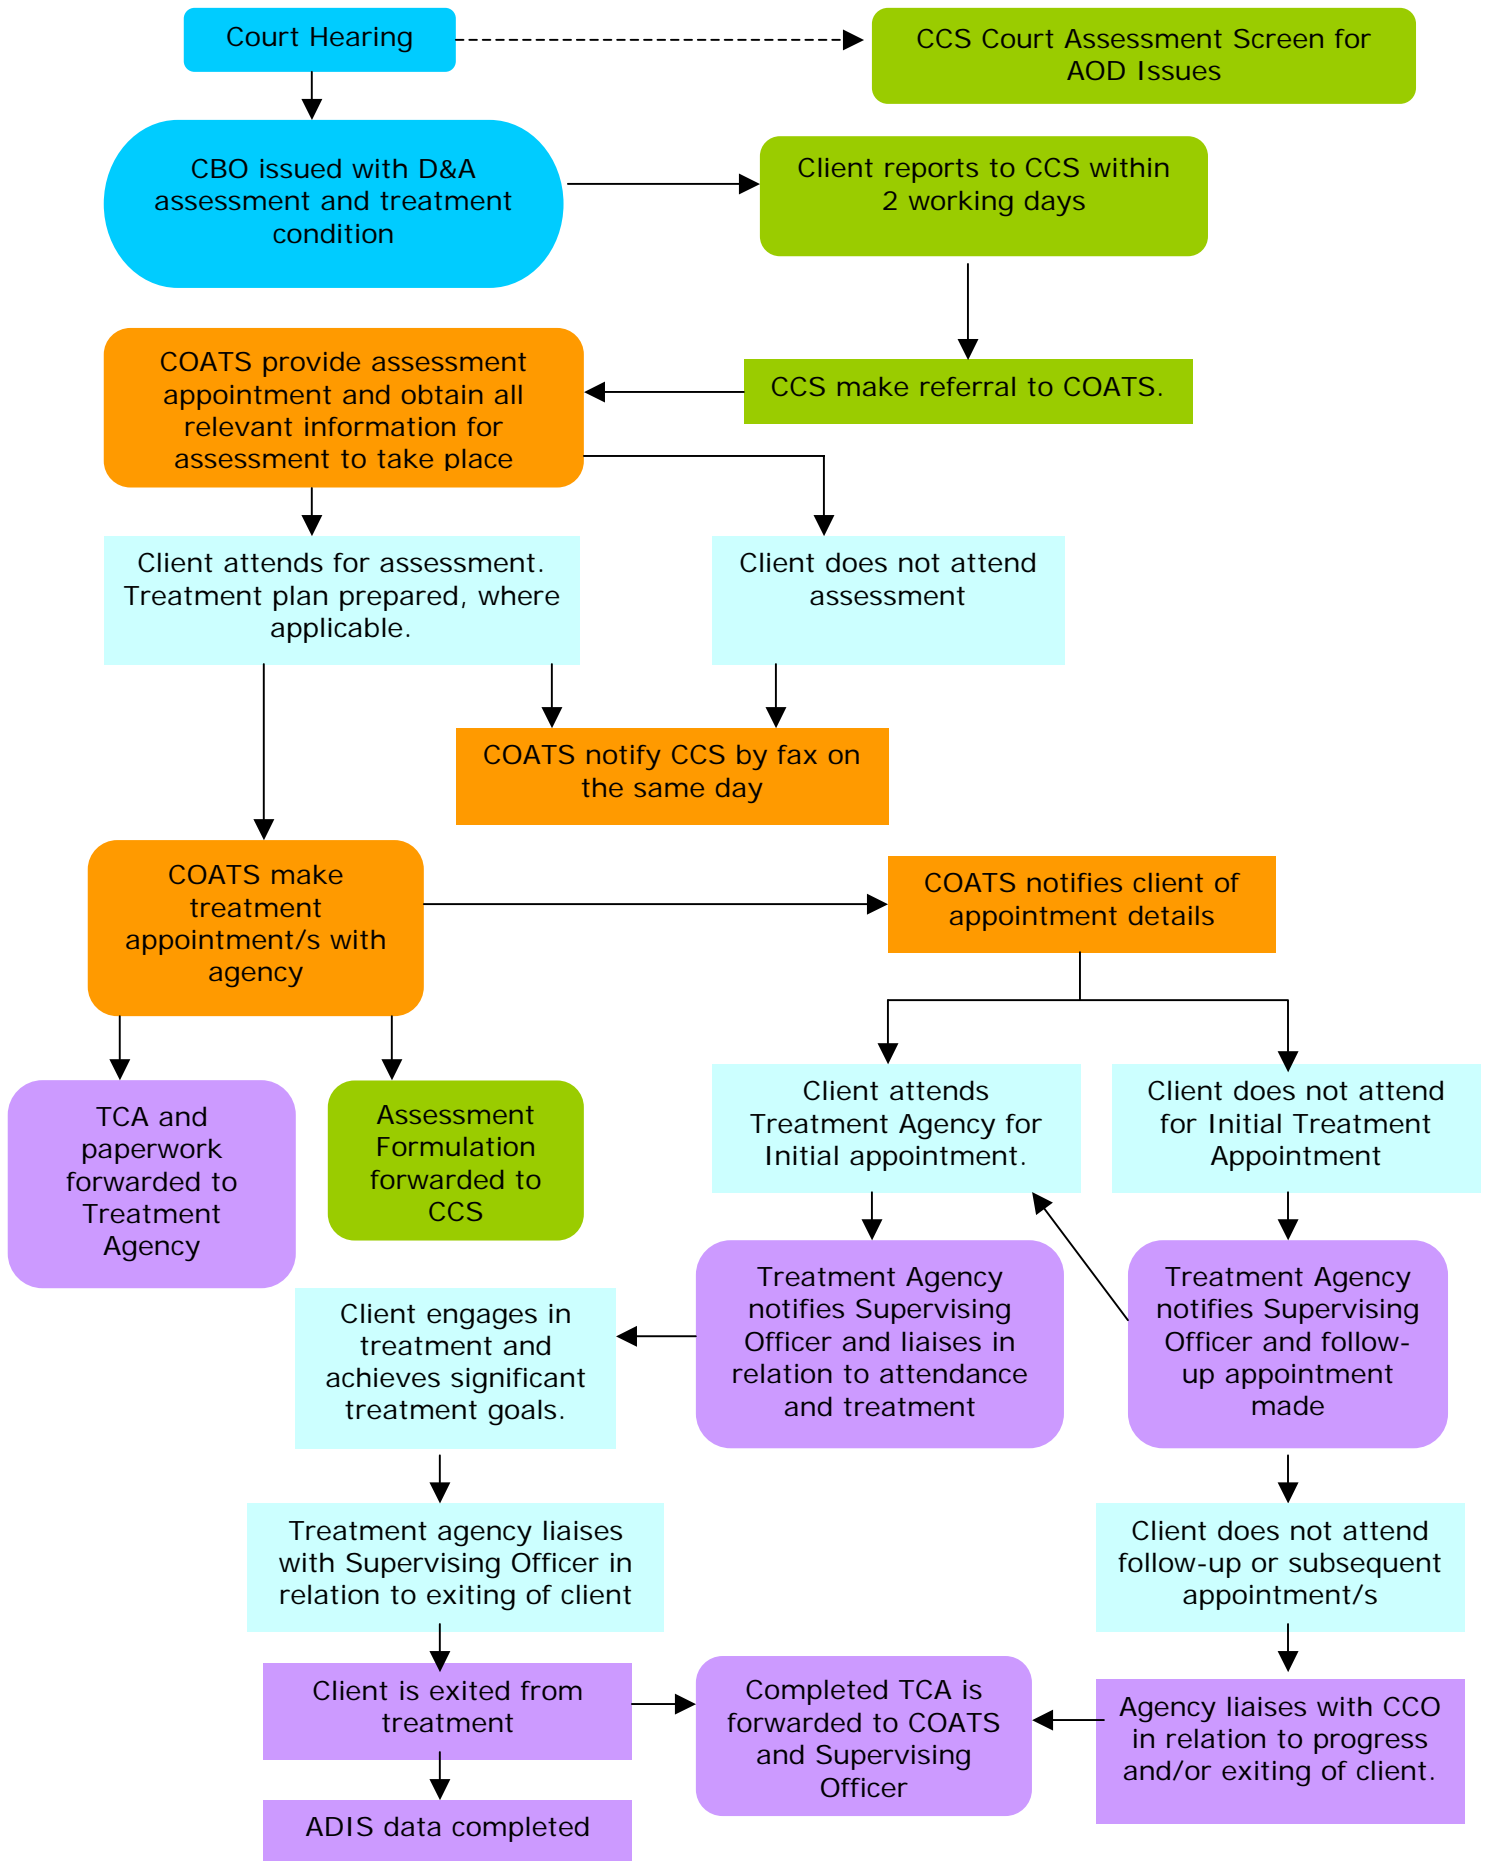 Court Hearing
CCS Court Assessment Screen for
AOD Issues
CBO issued with D&A
assessment and treatment
condition
Client reports to CCS within
2 working days
COATS provide assessment
appointment and obtain all
relevant information for
assessment to take place
CCS make referral to COATS.
Client attends for assessment.
Treatment plan prepared, where
applicable.
Client does not attend
assessment
COATS notify CCS by fax on
the same day
COATS make
treatment
appointment/s with
agency
COATS notifies client of
appointment details
TCA and
paperwork
forwarded to
Treatment
Agency
Assessment
Formulation
forwarded to
CCS
Client attends
Treatment Agency for
Initial appointment.
Client does not attend
for Initial Treatment
Appointment
Client engages in
treatment and
achieves significant
treatment goals.
Treatment Agency
notifies Supervising
Officer and liaises in
relation to attendance
and treatment
Treatment Agency
notifies Supervising
Officer and follow-
up appointment
made
Treatment agency liaises
with Supervising Officer in
relation to exiting of client
Client does not attend
follow-up or subsequent
appointment/s
Client is exited from
treatment
Completed TCA is
forwarded to COATS
and Supervising
Officer
Agency liaises with CCO
in relation to progress
and/or exiting of client.
ADIS data completed